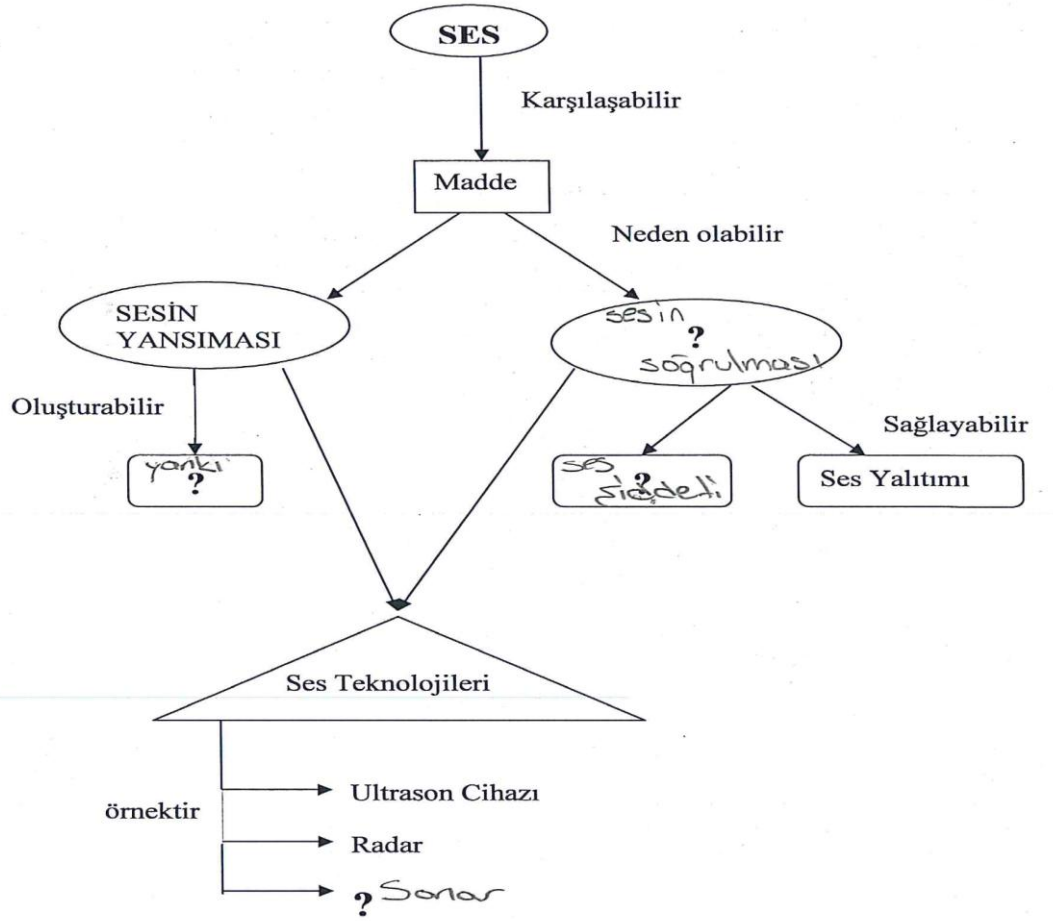 SES
Karşılaşabilir
Madde
Neden olabilir
SESİN
YANSIMASI
sesin
?
soğrulması
Oluşturabilir
Sağlayabilir
yankı
?
ses
?
şiddeti
Ses Yalıtımı
Ses Teknolojileri
örnektir
Ultrason Cihazı
Radar
? Sonar